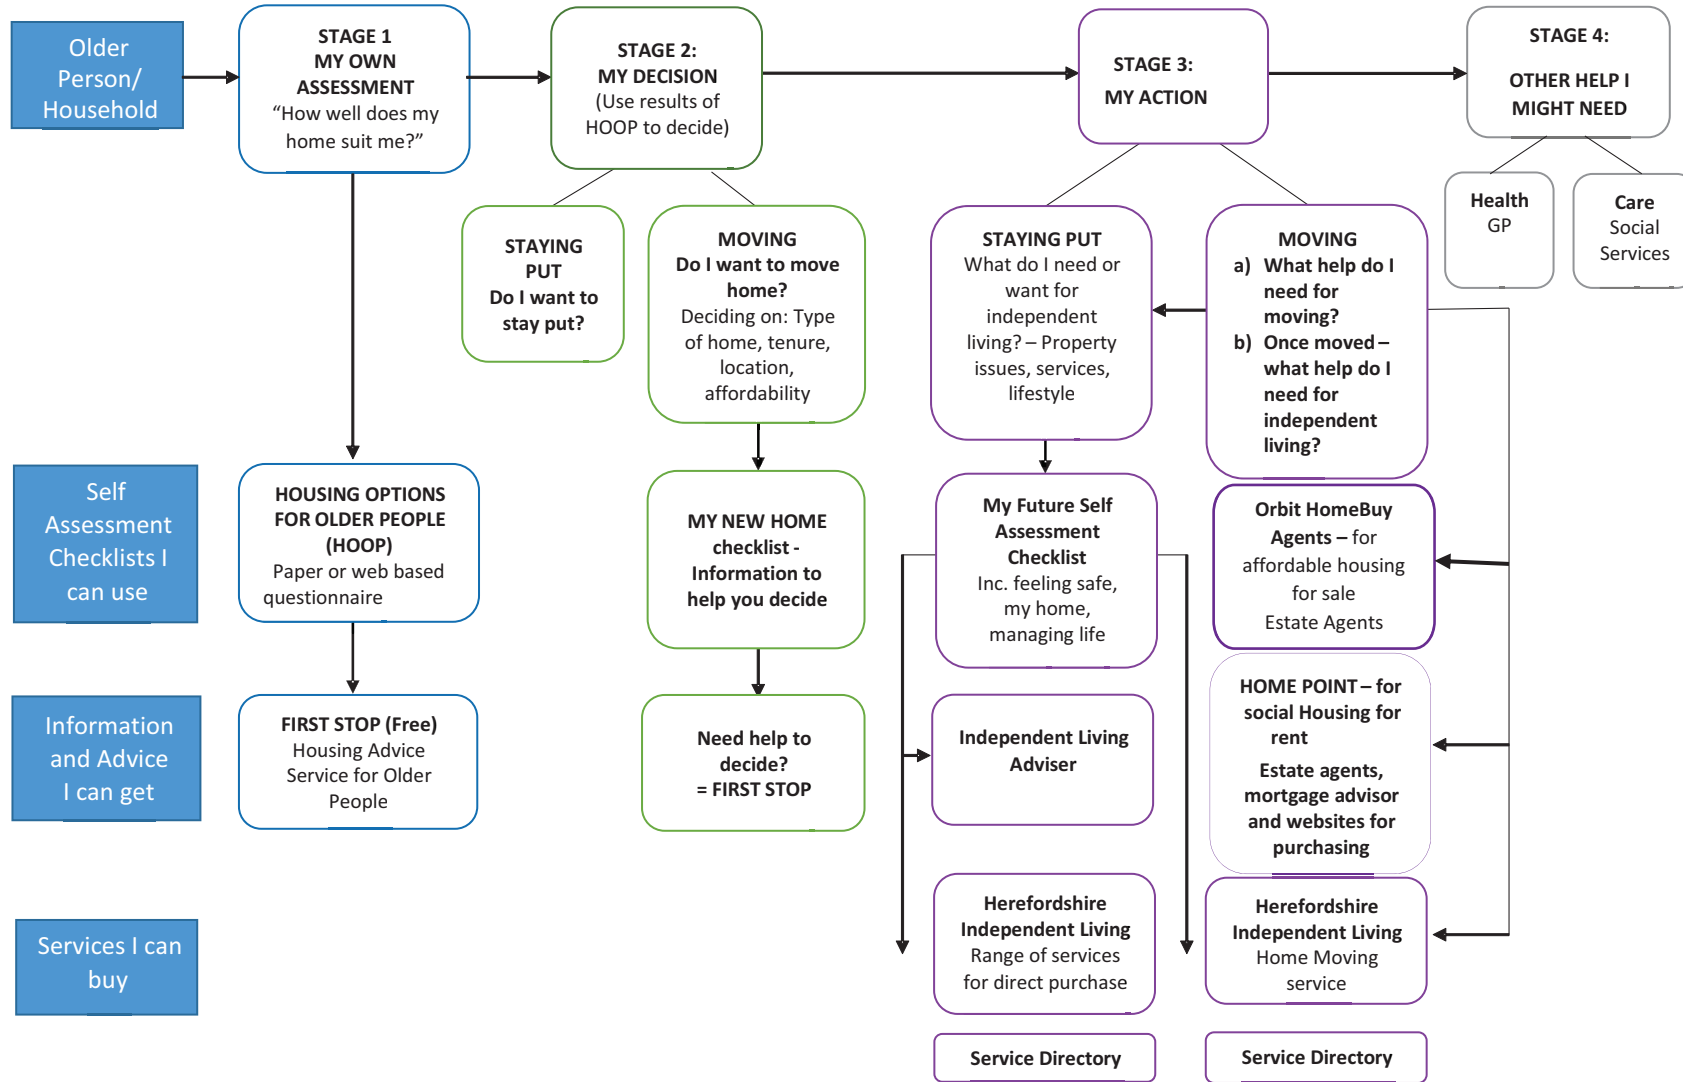 Older
Person/
Household
STAGE 1
MY OWN
ASSESSMENT
“How well does my
home suit me?”
STAGE 2:
MY DECISION
(Use results of
HOOP to decide)
STAGE 3:
MY ACTION
STAGE 4:
OTHER HELP I
MIGHT NEED
STAYING
PUT
Do I want to
stay put?
MOVING
Do I want to move
home?
Deciding on: Type
of home, tenure,
location,
affordability
STAYING PUT
What do I need or
want for
independent
living? – Property
issues, services,
lifestyle
MOVING
a) What help do I
need for
moving?
b) Once moved –
what help do I
need for
independent
living?
Health
GP
Care
Social
Services
Self
Assessment
Checklists I
can use
HOUSING OPTIONS
FOR OLDER PEOPLE
(HOOP)
Paper or web based
questionnaire
MY NEW HOME
checklist -
Information to
help you decide
My Future Self
Assessment
Checklist
Inc. feeling safe,
my home,
managing life
Orbit HomeBuy
Agents – for
affordable housing
for sale
Estate Agents
Information
and Advice
I can get
FIRST STOP (Free)
Housing Advice
Service for Older
People
Need help to
decide?
= FIRST STOP
Independent Living
Adviser
HOME POINT – for
social Housing for
rent
Estate agents,
mortgage advisor
and websites for
purchasing
Services I can
buy
Herefordshire
Independent Living
Range of services
for direct purchase
Herefordshire
Independent Living
Home Moving
service
Service Directory
Service Directory